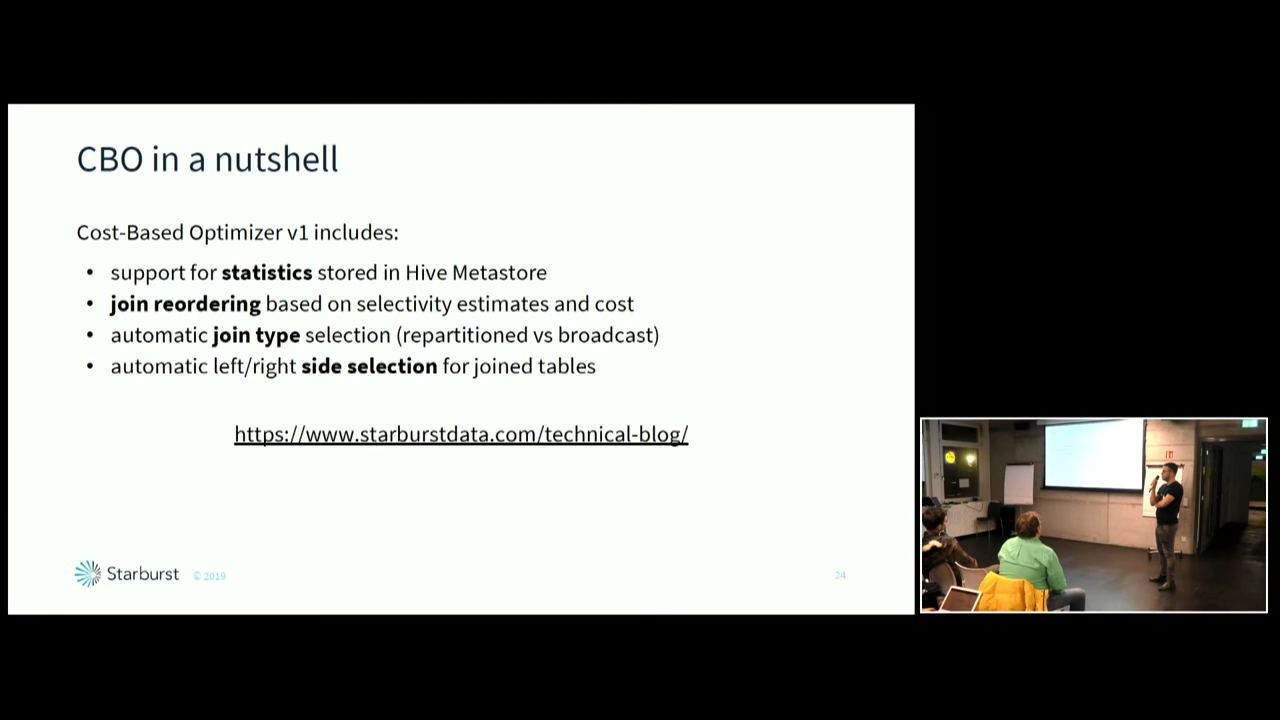 CBO in a nutshell
Cost-Based Optimizer v1 includes:
• support for statistics stored in Hive Metastore
• join reordering based on selectivity estimates and cost
• automatic join type selection (repartitioned vs broadcast)
• automatic left/right side selection for joined tables
https://www.starburstdata.com/technical-blog/
Starburst © 2019
24